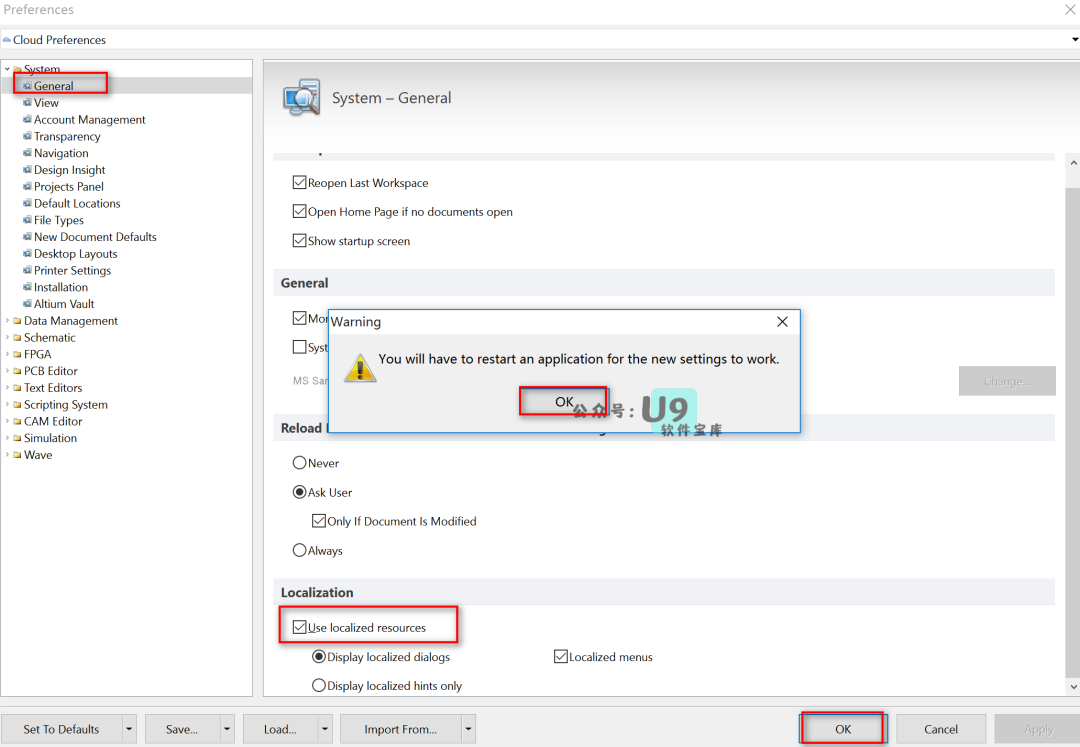 Preferences
Cloud Preferences
System
General
View
Account Management
Transparency
Navigation
Design Insight
Projects Panel
Default Locations
File Types
New Document Defaults
Desktop Layouts
Printer Settings
Installation
Altium Vault
Data Management
Schematic
FPGA
PCB Editor
Text Editors
Scripting System
CAM Editor
Simulation
Wave
System – General
Reopen Last Workspace
Open Home Page if no documents open
Show startup screen
General
Mon
Syst
MS San
Change...
Warning
You will have to restart an application for the new settings to work.
OK
公众号：U9
软件宝库
Reload
Never
Ask User
Only If Document Is Modified
Always
Localization
Use localized resources
Display localized dialogs
Localized menus
Display localized hints only
Set To Defaults
Save...
Load...
Import From...
OK
Cancel
Apply